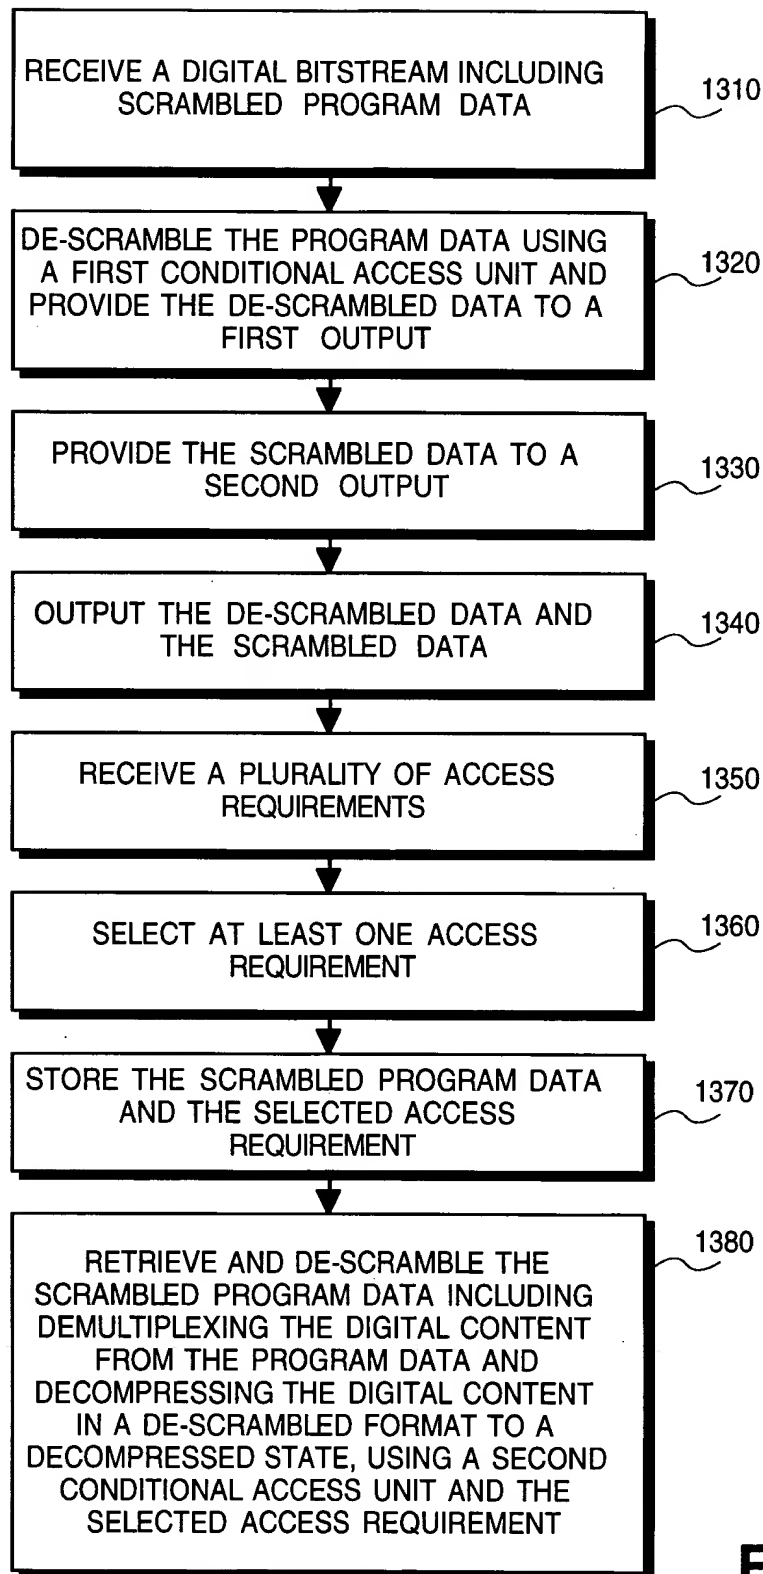 RECEIVE A DIGITAL BITSTREAM INCLUDING
SCRAMBLED PROGRAM DATA
1310
DE-SCRAMBLE THE PROGRAM DATA USING
A FIRST CONDITIONAL ACCESS UNIT AND
PROVIDE THE DE-SCRAMBLED DATA TO A
FIRST OUTPUT
1320
PROVIDE THE SCRAMBLED DATA TO A
SECOND OUTPUT
1330
OUTPUT THE DE-SCRAMBLED DATA AND
THE SCRAMBLED DATA
1340
RECEIVE A PLURALITY OF ACCESS
REQUIREMENTS
1350
SELECT AT LEAST ONE ACCESS
REQUIREMENT
1360
STORE THE SCRAMBLED PROGRAM DATA
AND THE SELECTED ACCESS
REQUIREMENT
1370
RETRIEVE AND DE-SCRAMBLE THE
SCRAMBLED PROGRAM DATA INCLUDING
DEMULTIPLEXING THE DIGITAL CONTENT
FROM THE PROGRAM DATA AND
DECOMPRESSING THE DIGITAL CONTENT
IN A DE-SCRAMBLED FORMAT TO A
DECOMPRESSED STATE, USING A SECOND
CONDITIONAL ACCESS UNIT AND THE
SELECTED ACCESS REQUIREMENT
1380